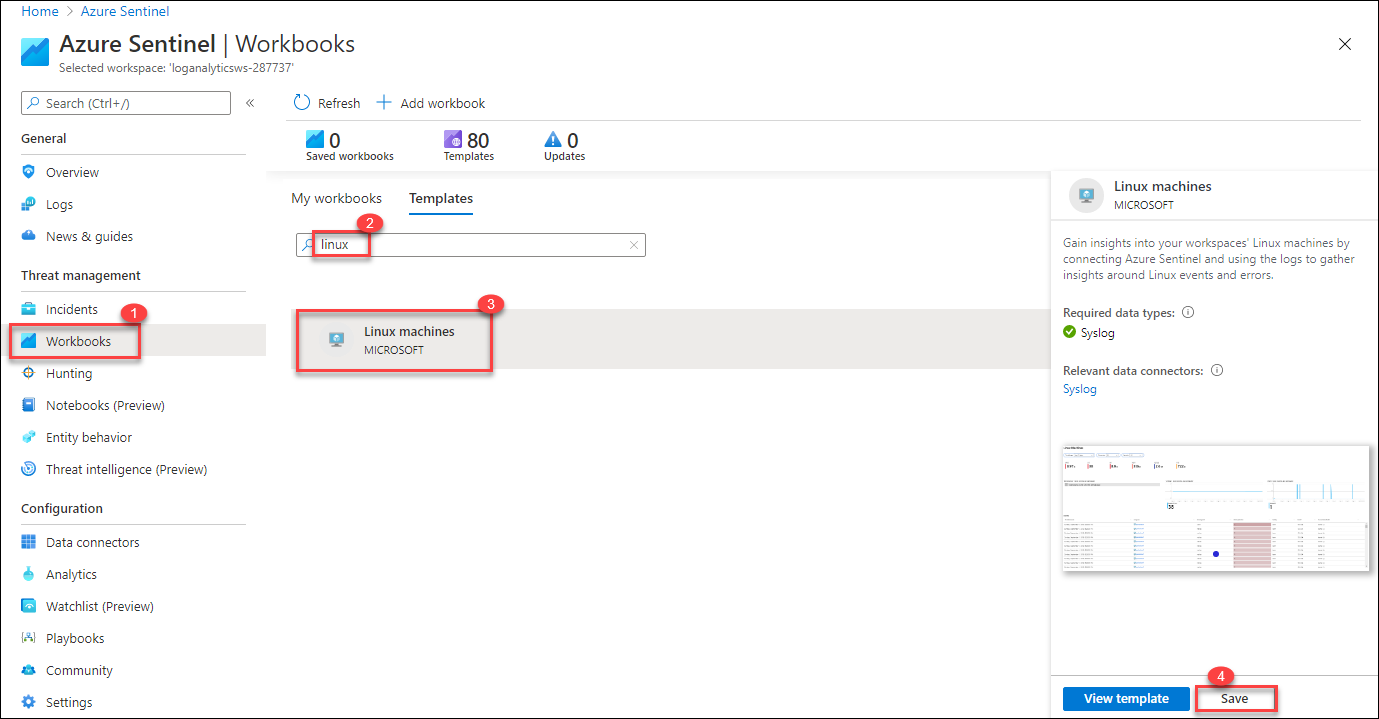 Home > Azure Sentinel
Azure Sentinel | Workbooks
Selected workspace: 'loganalyticsws-287737'
Search (Ctrl+/)
«
General
Overview
Logs
News & guides
Threat management
Incidents
1
Workbooks
Hunting
Notebooks (Preview)
Entity behavior
Threat intelligence (Preview)
Configuration
Data connectors
Analytics
Watchlist (Preview)
Playbooks
Community
Settings
Refresh
Add workbook
0
Saved workbooks
80
Templates
0
Updates
My workbooks
Templates
2
linux
3
Linux machines
MICROSOFT
Linux machines
MICROSOFT
Gain insights into your workspaces' Linux machines by
connecting Azure Sentinel and using the logs to gather
insights around Linux events and errors.
Required data types:
Syslog
Relevant data connectors:
Syslog
View template
4
Save